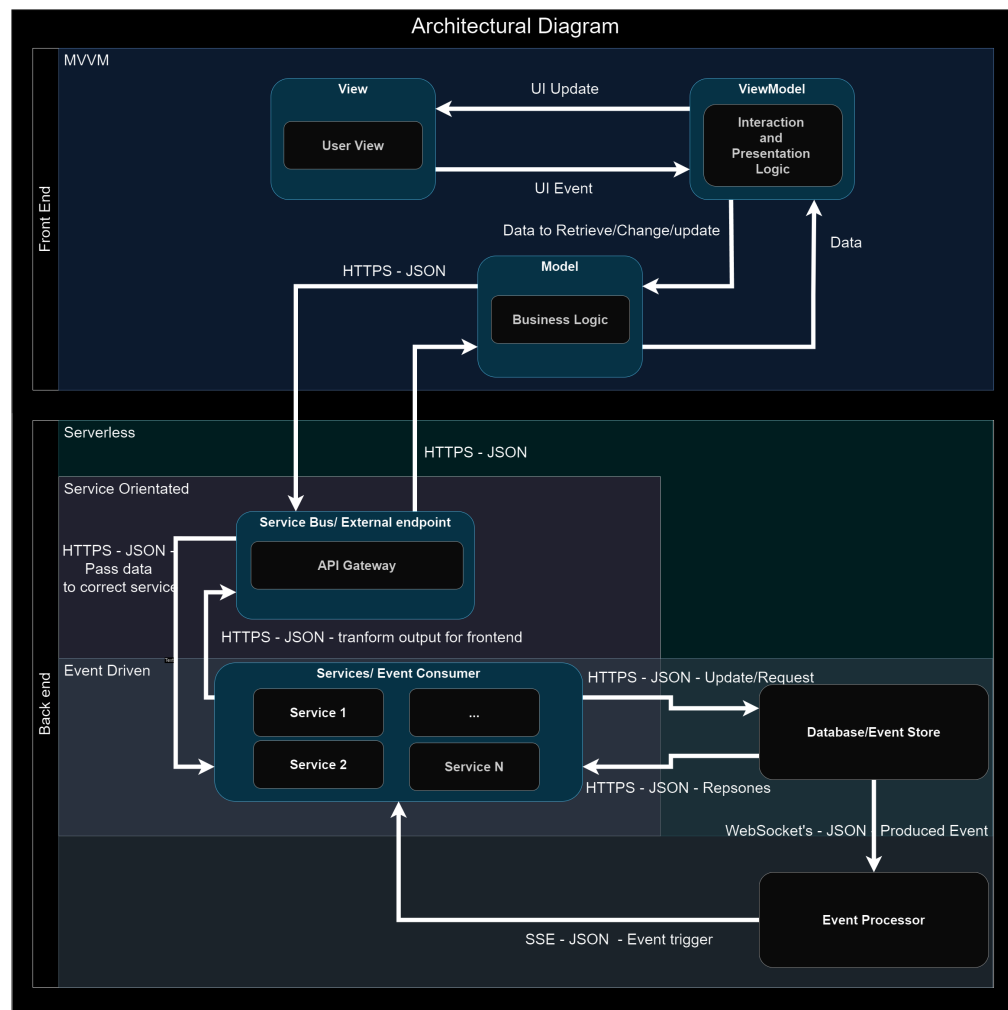 Architectural Diagram
Front End
MVVM
View
User View
UI Update
UI Event
ViewModel
Interaction
and
Presentation
Logic
Data to Retrieve/Change/update
Data
HTTPS - JSON
Model
Business Logic
Back end
Serverless
HTTPS - JSON
Service Orientated
Service Bus/ External endpoint
API Gateway
HTTPS - JSON -
Pass data
to correct service
HTTPS - JSON - tranform output for frontend
Event Driven
Services/ Event Consumer
Service 1
...
Service 2
Service N
HTTPS - JSON - Update/Request
Database/Event Store
HTTPS - JSON - Repsones
WebSocket's - JSON - Produced Event
Event Processor
SSE - JSON  - Event trigger